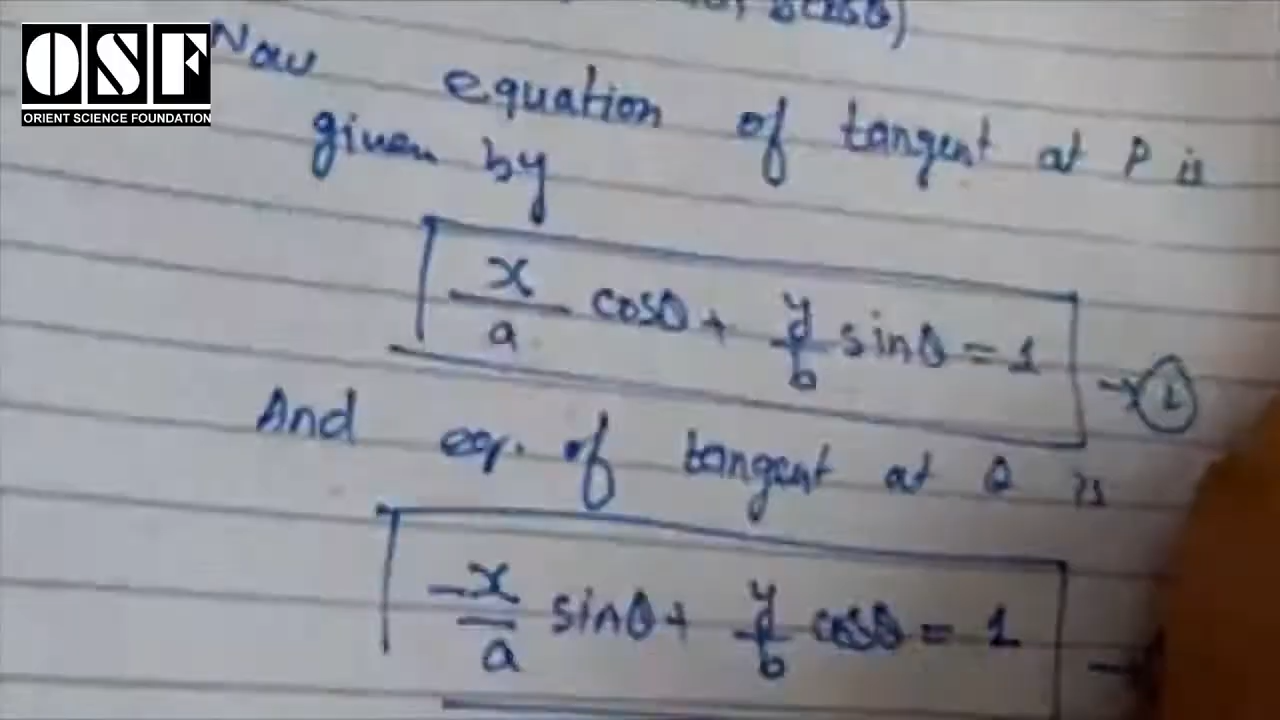 OSF
ORIENT SCIENCE FOUNDATION
Now equation of tangent at P is
given by
x/a cosθ + y/b sinθ = 1 → ①
And eq. of tangent at Q is
-x/a sinθ + y/b cosθ = 1